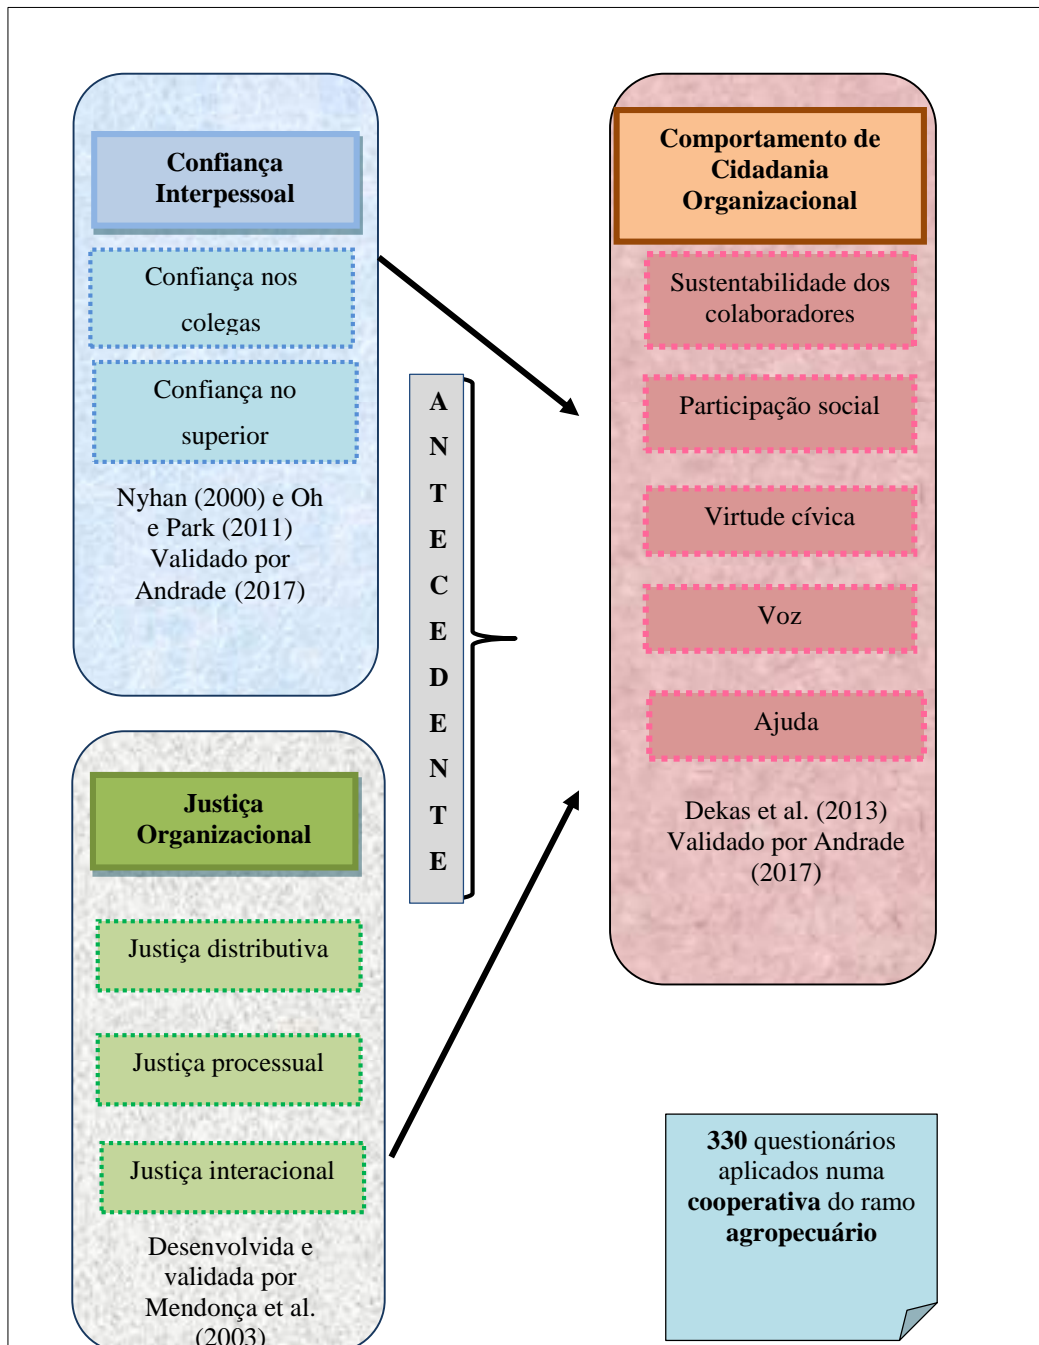 Confiança
Interpessoal
Confiança nos
colegas
Confiança no
superior
Nyhan (2000) e Oh
e Park (2011)
Validado por
Andrade (2017)
Justiça
Organizacional
Justiça distributiva
Justiça processual
Justiça interacional
Desenvolvida e
validada por
Mendonça et al.
(2003)
A
N
T
E
C
E
D
E
N
T
E
Comportamento de
Cidadania
Organizacional
Sustentabilidade dos
colaboradores
Participação social
Virtude cívica
Voz
Ajuda
Dekas et al. (2013)
Validado por Andrade
(2017)
330 questionários
aplicados numa
cooperativa do ramo
agropecuário